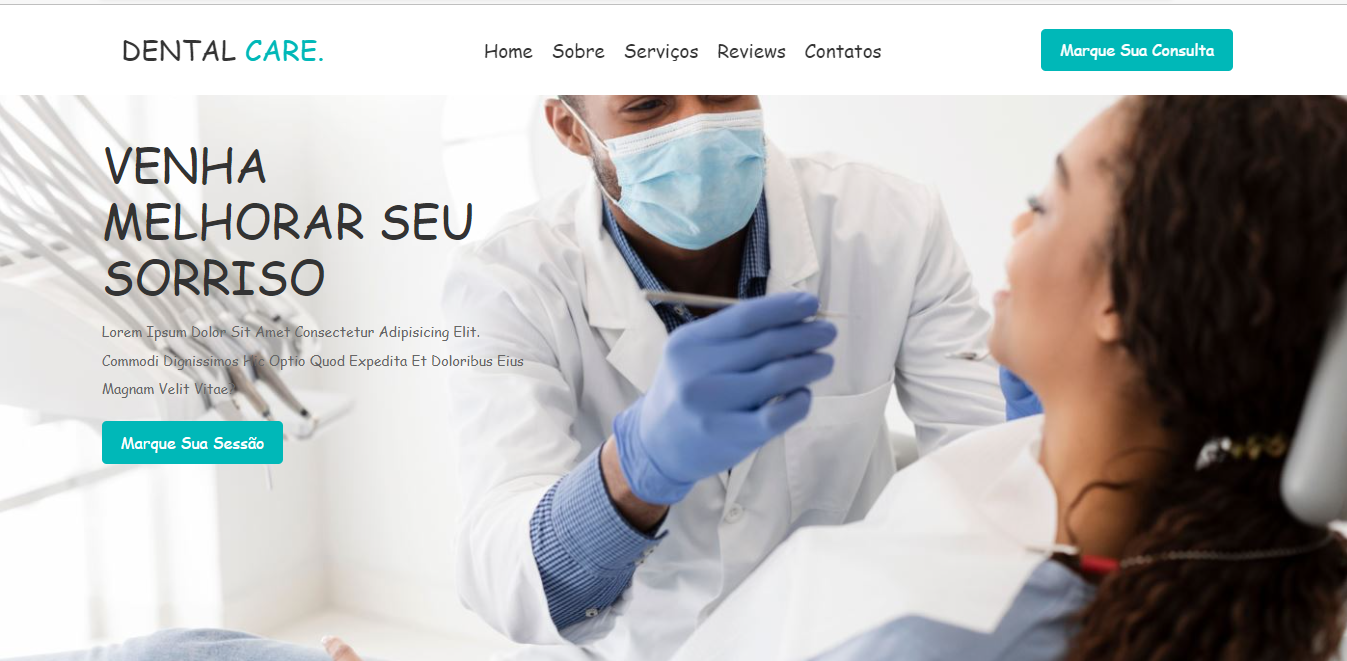 DENTAL CARE.
Home Sobre Serviços Reviews Contatos
Marque Sua Consulta
VENHA
MELHORAR SEU
SORRISO
Lorem Ipsum Dolor Sit Amet Consectetur Adipisicing Elit.
Commodi Dignissimos Hic Optio Quod Expedita Et Doloribus Eius
Magnam Velit Vitae?
Marque Sua Sessão